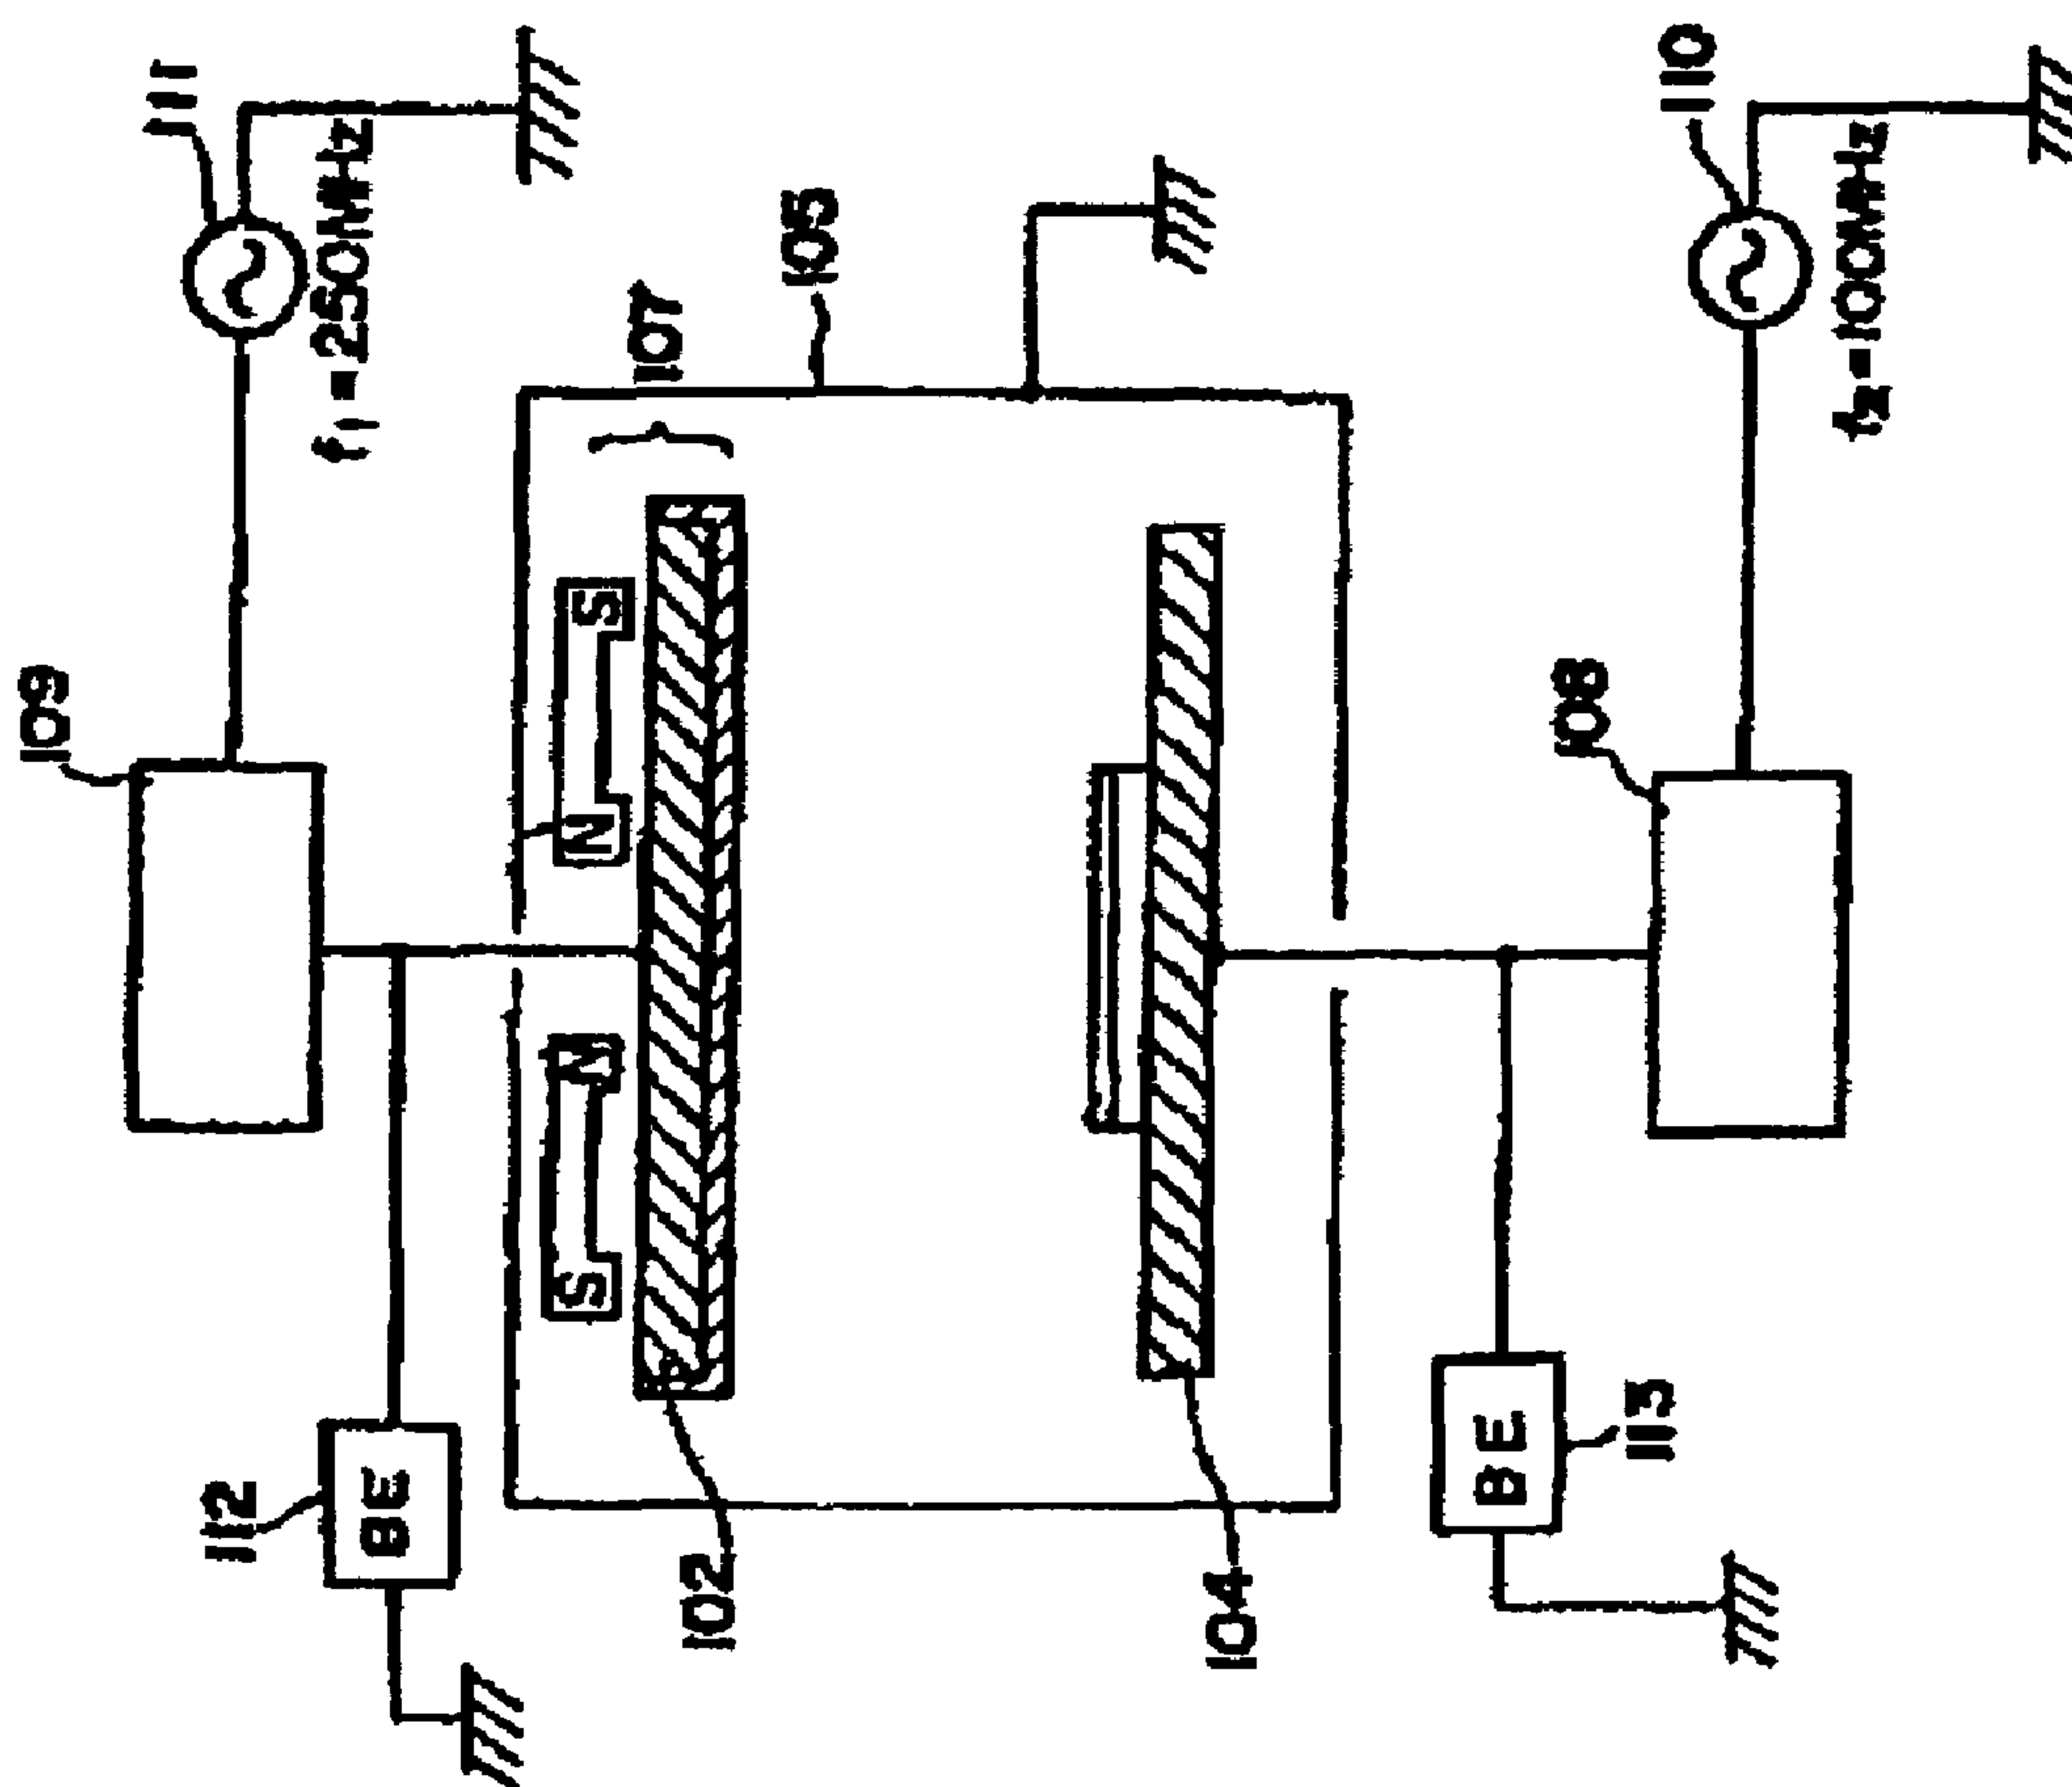 109
111
112
f₁ = 250MHz
BE
S N N S
107
102
105
104
BE
108
113
110
f₂ = 100MHz